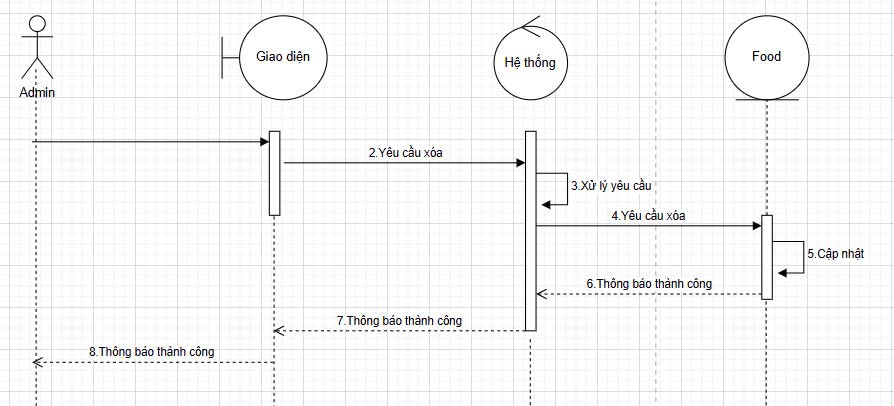 Giao diện
Hệ thống
Food
Admin
2.Yêu cầu xóa
3.Xử lý yêu cầu
4.Yêu cầu xóa
5.Cập nhật
6.Thông báo thành công
7.Thông báo thành công
8.Thông báo thành công